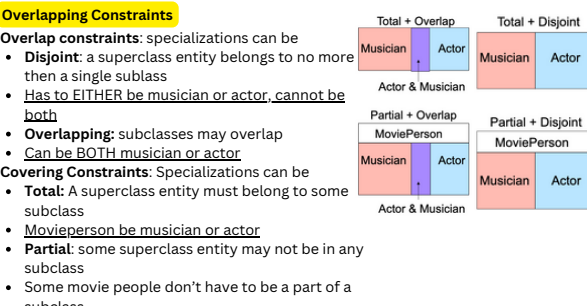 Overlapping Constraints
Overlap constraints: specializations can be
• Disjoint: a superclass entity belongs to no more
then a single sublass
• Has to EITHER be musician or actor, cannot be
both
• Overlapping: subclasses may overlap
• Can be BOTH musician or actor
Covering Constraints: Specializations can be
• Total: A superclass entity must belong to some
subclass
• Movieperson be musician or actor
• Partial: some superclass entity may not be in any
subclass
• Some movie people don't have to be a part of a
subclass
Total + Overlap
Musician
Actor
Actor & Musician
Total + Disjoint
Musician
Actor
Partial + Overlap
MoviePerson
Musician
Actor
Actor & Musician
Partial + Disjoint
MoviePerson
Musician
Actor